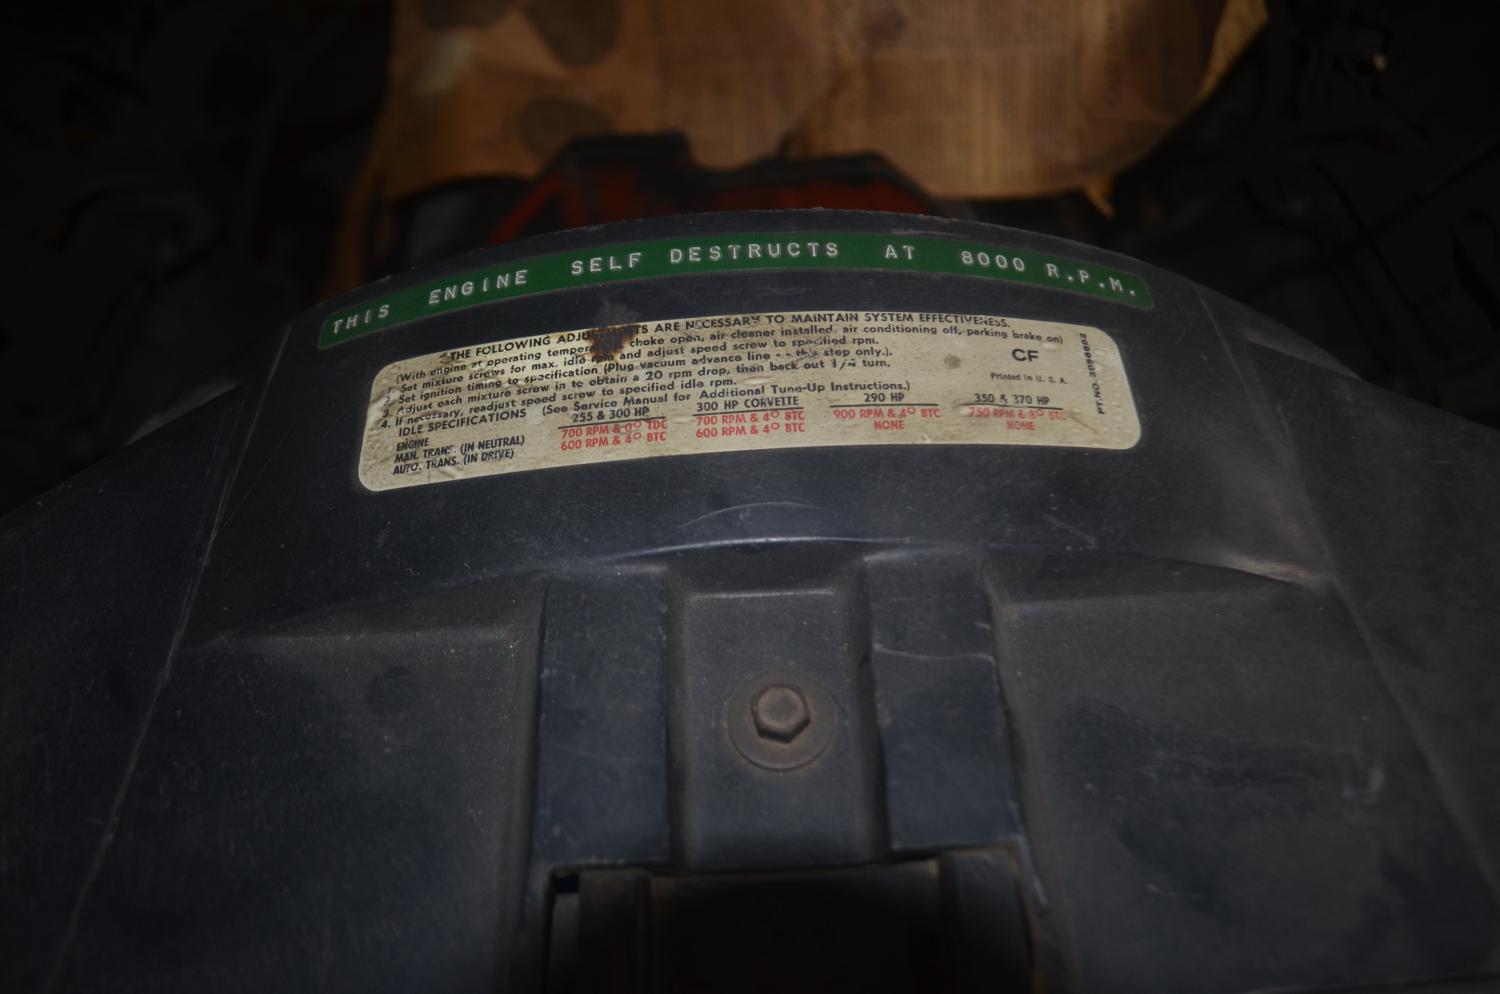 THIS ENGINE SELF DESTRUCTS AT 8000 R.P.M.
THE FOLLOWING ADJUSTMENTS ARE NECESSARY TO MAINTAIN SYSTEM EFFECTIVENESS.
(With engine at operating temperature choke open, air cleaner installed, air conditioning off, parking brake on)
1. Set mixture screws for max. idle rpm and adjust speed screw to specified rpm.
2. Set ignition timing to specification (Plug vacuum advance line - - this step only.).
3. Adjust each mixture screw in to obtain a 20 rpm drop, then back out 1/4 turn.
4. If necessary, readjust speed screw to specified idle rpm.
IDLE SPECIFICATIONS (See Service Manual for Additional Tune-Up Instructions.)
ENGINE 255 & 300 HP 300 HP CORVETTE 290 HP 350 & 370 HP
MAN. TRANS. (IN NEUTRAL) 700 RPM & 0° TDC 700 RPM & 4° BTC 900 RPM & 4° BTC 750 RPM & 8° BTC
AUTO. TRANS. (IN DRIVE) 600 RPM & 4° BTC 600 RPM & 4° BTC NONE NONE
CF
Printed in U. S. A.
PT. NO.